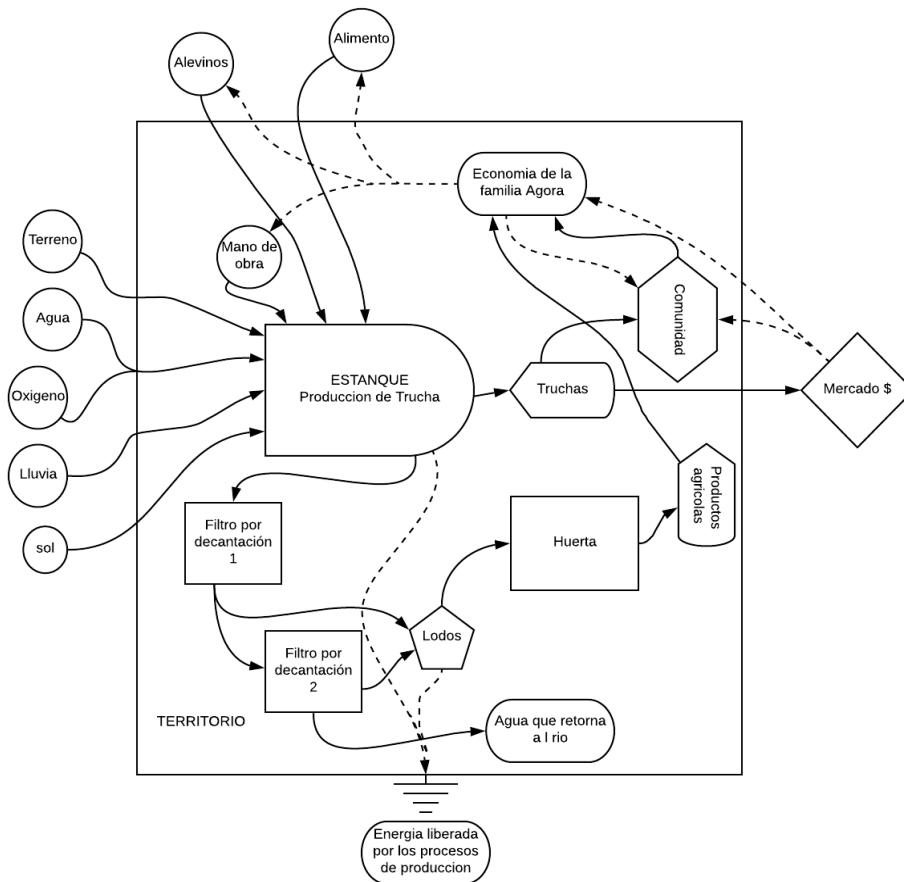 Alimento
Alevinos
Economia de la
familia Agora
Mano de
obra
Terreno
Comunidad
Agua
ESTANQUE
Produccion de Trucha
Truchas
Mercado $
Oxigeno
Lluvia
Productos
agricolas
Filtro por
decantación
1
Huerta
sol
Lodos
Filtro por
decantación
2
TERRITORIO
Agua que retorna
a l rio
Energia liberada
por los procesos
de produccion